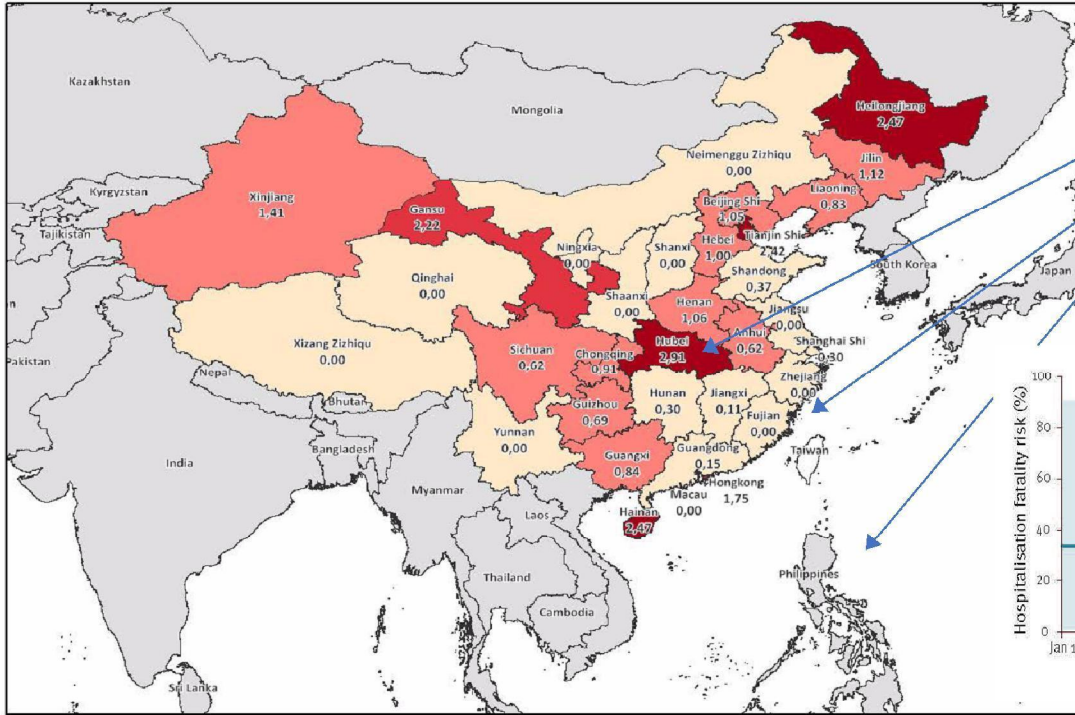 Kazakhstan
Mongolia
Heilongjiang
2,47
Jilin
1,12
Neimenggu Zizhiqu
0,00
Liaoning
0,83
Kyrgyzstan
Xinjiang
1,41
Beijing Shi
1,05
Gansu
2,22
Tajikistan
Tianjin Shi
2,42
Hebei
1,00
Ningxia
0,00
Shanxi
0,00
South Korea
Japan
Qinghai
0,00
Shandong
0,37
Shaanxi
0,00
Henan
1,06
Jiangsu
0,00
Xizang Zizhiqu
0.00
Pakistan
Sichuan
0,62
Chongqing
0,91
Hubei
2,91
Anhui
0,62
Shanghai Shi
0,30
Nepal
Zhejiang
0,00
Bhutan
Hunan
0,30
Jiangxi
0,11
Guizhou
0,69
Fujian
0,00
Yunnan
0,00
Bangladesh
India
Guangxi
0,84
Guangdong
0,15
Taiwan
Myanmar
Hongkong
1,75
Macau
0,00
Hainan
2,47
Laos
Thailand
Philippines
Cambodia
Sri Lanka
Hospitalisation fatality risk (%)
100
80
60
40
20
0
Jan 1